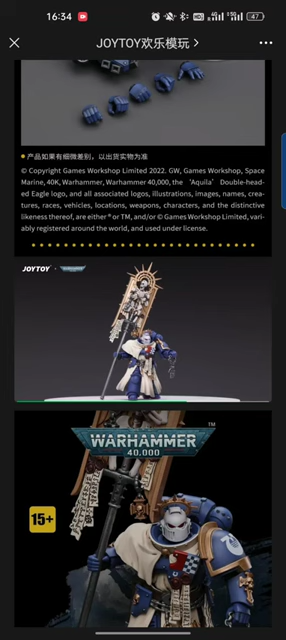 16:34
47
JOYTOY欢乐模玩
产品如果有细微差别，以出货实物为准
© Copyright Games Workshop Limited 2022. GW, Games Workshop, Space
Marine, 40K, Warhammer, Warhammer 40,000, the 'Aquila' Double-head-
ed Eagle logo, and all associated logos, illustrations, images, names, crea-
tures, races, vehicles, locations, weapons, characters, and the distinctive
likeness thereof, are either ® or TM, and/or © Games Workshop Limited, vari-
ably registered around the world, and used under license.
JOYTOY
TM
WARHAMMER
40,000
15+